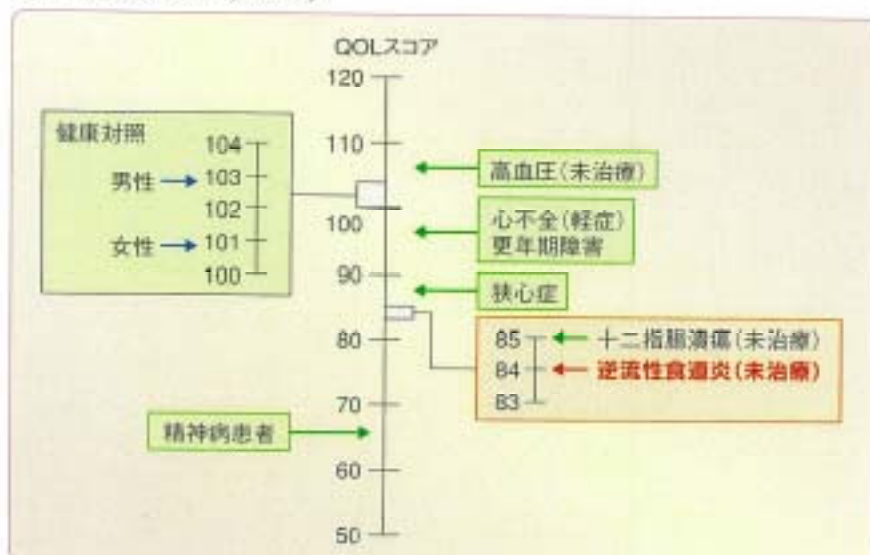 QOLスコア
120
110
100
90
80
70
60
50
健康対照
104
男性 103
102
女性 101
100
高血圧(未治療)
心不全(軽症)
更年期障害
狭心症
85 十二指腸潰瘍(未治療)
84 逆流性食道炎(未治療)
83
精神病患者